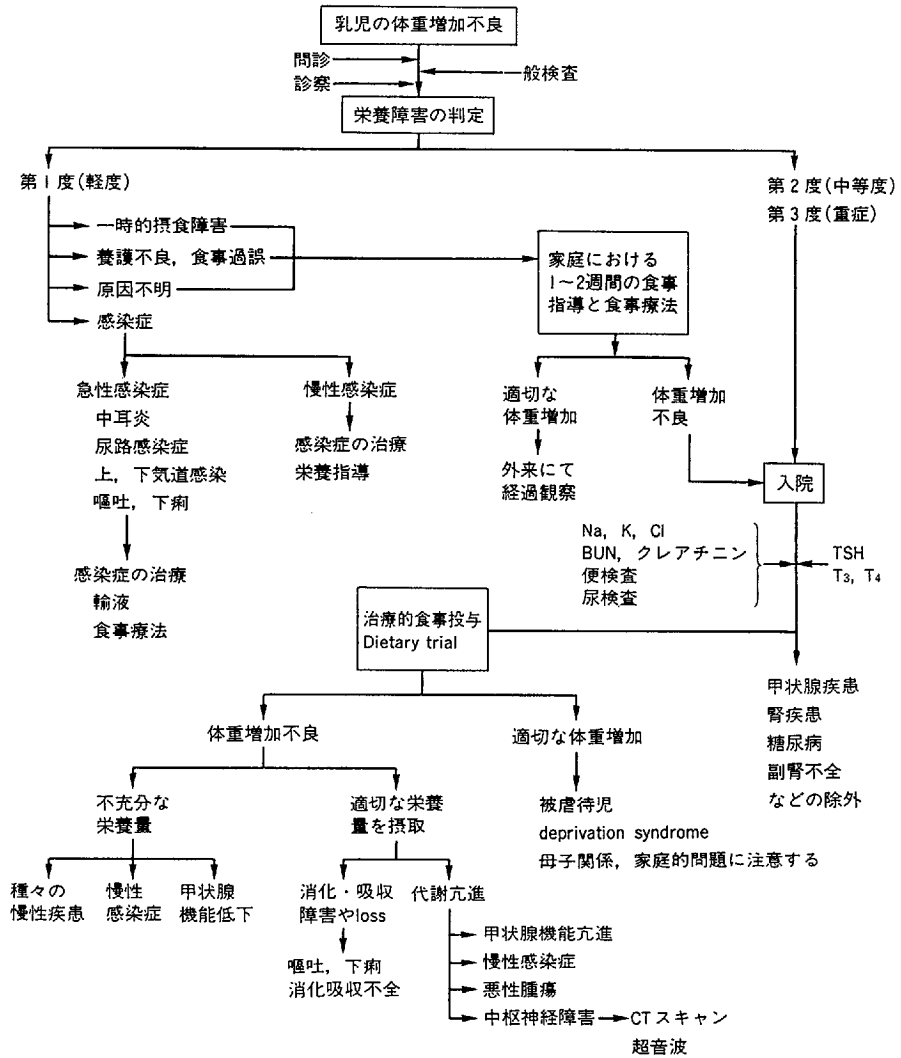 乳児の体重増加不良
問診
診察
一般検査
栄養障害の判定
第1度(軽度)
一時的摂食障害
養護不良，食事過誤
原因不明
感染症
第2度(中等度)
第3度(重症)
家庭における
1〜2週間の食事
指導と食事療法
急性感染症
中耳炎
尿路感染症
上，下気道感染
嘔吐，下痢
感染症の治療
輸液
食事療法
慢性感染症
感染症の治療
栄養指導
適切な
体重増加
外来にて
経過観察
体重増加
不良
入院
Na, K, Cl
BUN, クレアチニン
便検査
尿検査
TSH
T₃, T₄
甲状腺疾患
腎疾患
糖尿病
副腎不全
などの除外
治療的食事投与
Dietary trial
体重増加不良
適切な体重増加
被虐待児
deprivation syndrome
母子関係，家庭的問題に注意する
不充分な
栄養量
適切な栄養
量を摂取
種々の
慢性疾患
慢性
感染症
甲状腺
機能低下
消化・吸収
障害やloss
嘔吐，下痢
消化吸収不全
代謝亢進
甲状腺機能亢進
慢性感染症
悪性腫瘍
中枢神経障害
CTスキャン
超音波